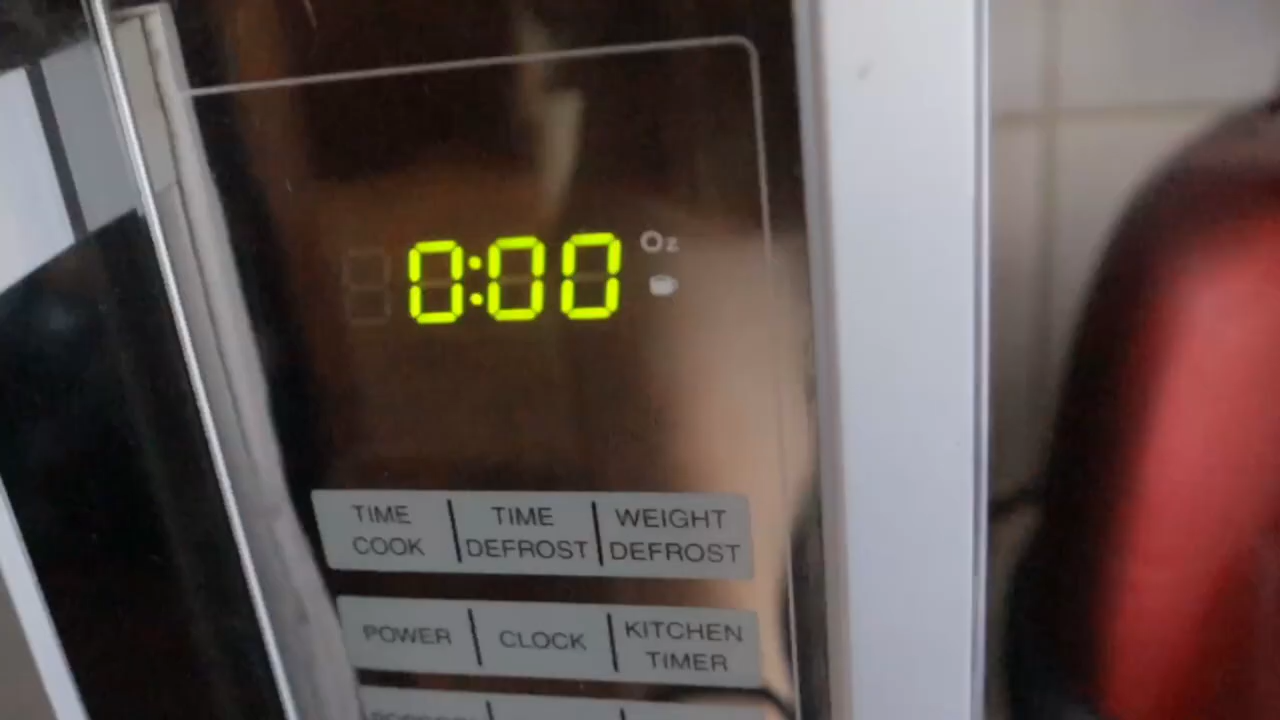 0:00 Oz
TIME COOK
TIME DEFROST
WEIGHT DEFROST
POWER
CLOCK
KITCHEN TIMER